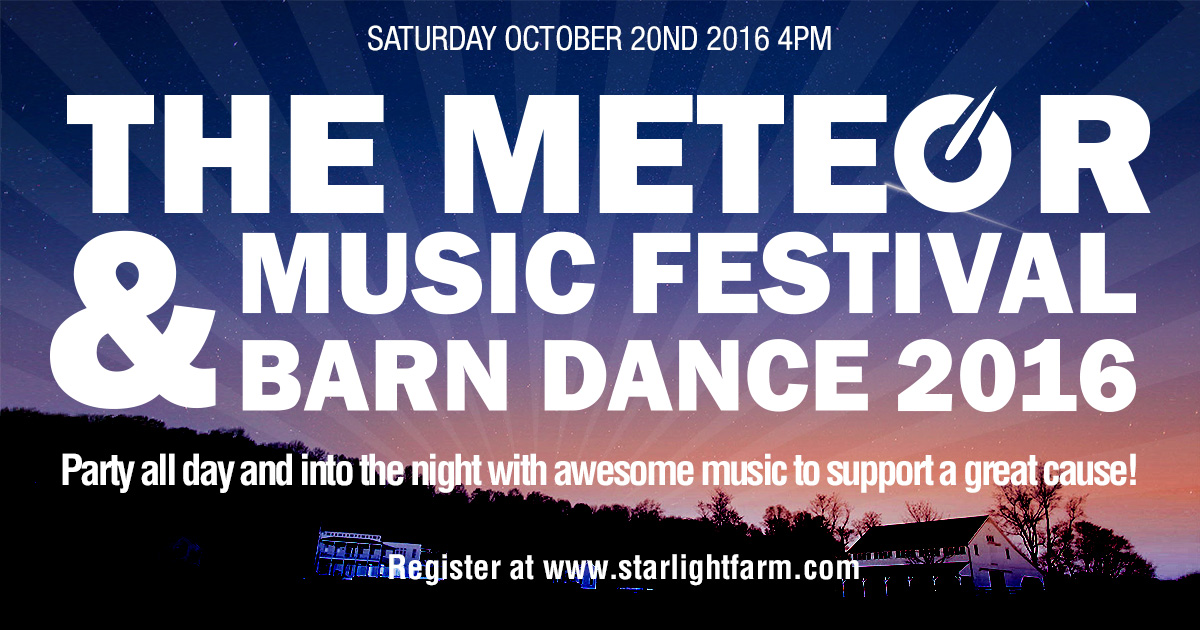 SATURDAY OCTOBER 20ND 2016 4PM
THE METEOR
& MUSIC FESTIVAL
BARN DANCE 2016
Party all day and into the night with awesome music to support a great cause!
Register at www.starlightfarm.com